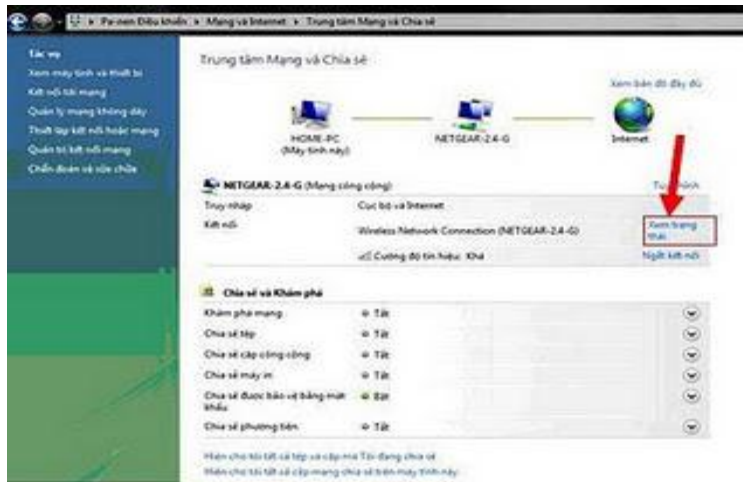 Pa-nen Điều khiển ▸ Mạng và Internet ▸ Trung tâm Mạng và Chia sẻ
Tác vụ
Xem máy tính và thiết bị
Kết nối tới mạng
Quản lý mạng không dây
Thiết lập kết nối hoặc mạng
Quản trị kết nối mạng
Chẩn đoán và sửa chữa
Trung tâm Mạng và Chia sẻ
Xem bản đồ đầy đủ
HOME-PC
(Máy tính này)
NETGEAR-2.4-G
Internet
NETGEAR-2.4-G (Mạng công cộng)
Truy nhập
Cục bộ và Internet
Kết nối
Wireless Network Connection (NETGEAR-2.4-G)
Xem trạng
thái
Cường độ tín hiệu: Khá
Ngắt kết nối
Chia sẻ và Khám phá
Khám phá mạng
Tắt
Chia sẻ tệp
Tắt
Chia sẻ cặp công cộng
Tắt
Chia sẻ máy in
Tắt
Chia sẻ được bảo vệ bằng mật
khẩu
Bật
Chia sẻ phương tiện
Tắt
Hiện cho tôi tất cả tệp và cặp mà Tôi đang chia sẻ
Hiện cho tôi tất cả cặp mạng chia sẻ trên máy tính này